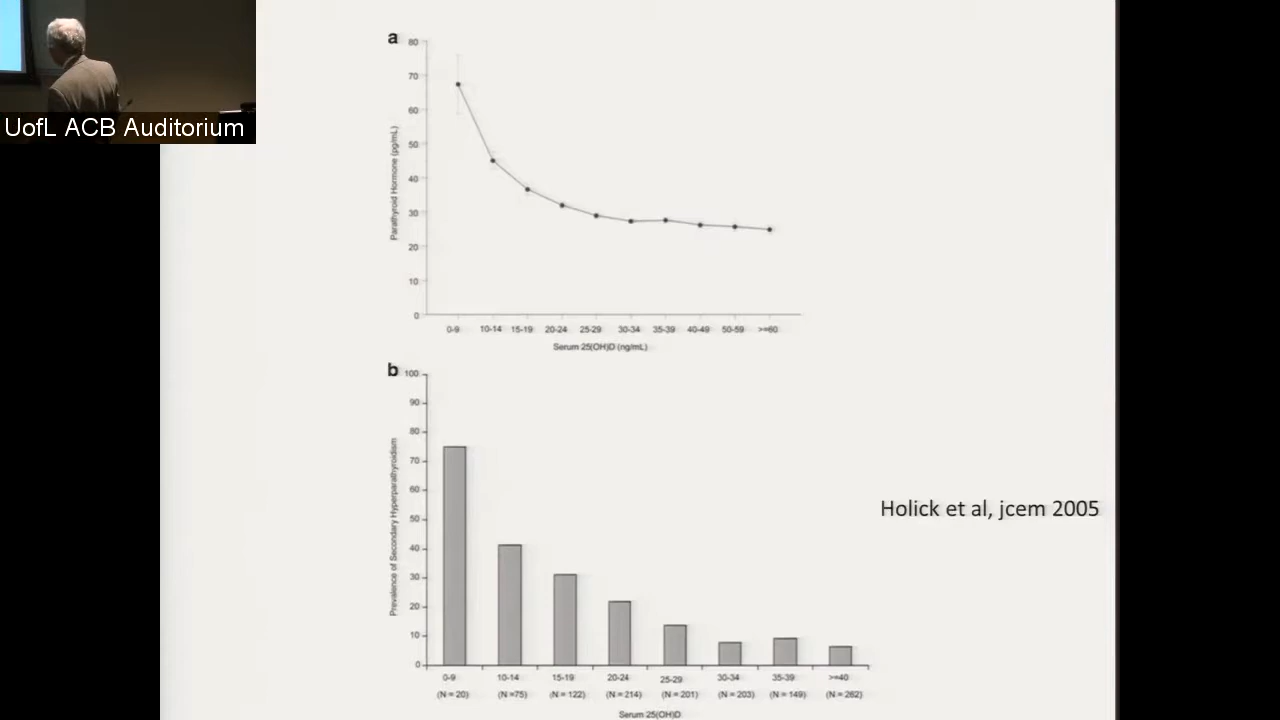 UofL ACB Auditorium
a
80
70
60
50
40
30
20
10
0
Parathyroid Hormone (pg/mL)
0-9 10-14 15-19 20-24 25-29 30-34 35-39 40-49 50-59 >=60
Serum 25(OH)D (ng/mL)
b
100
90
80
70
60
50
40
30
20
10
0
Prevalence of Secondary Hyperparathyroidism
0-9 10-14 15-19 20-24 25-29 30-34 35-39 >=40
(N = 20) (N =75) (N = 122) (N = 214) (N = 201) (N = 203) (N = 149) (N = 262)
Serum 25(OH)D
Holick et al, jcem 2005